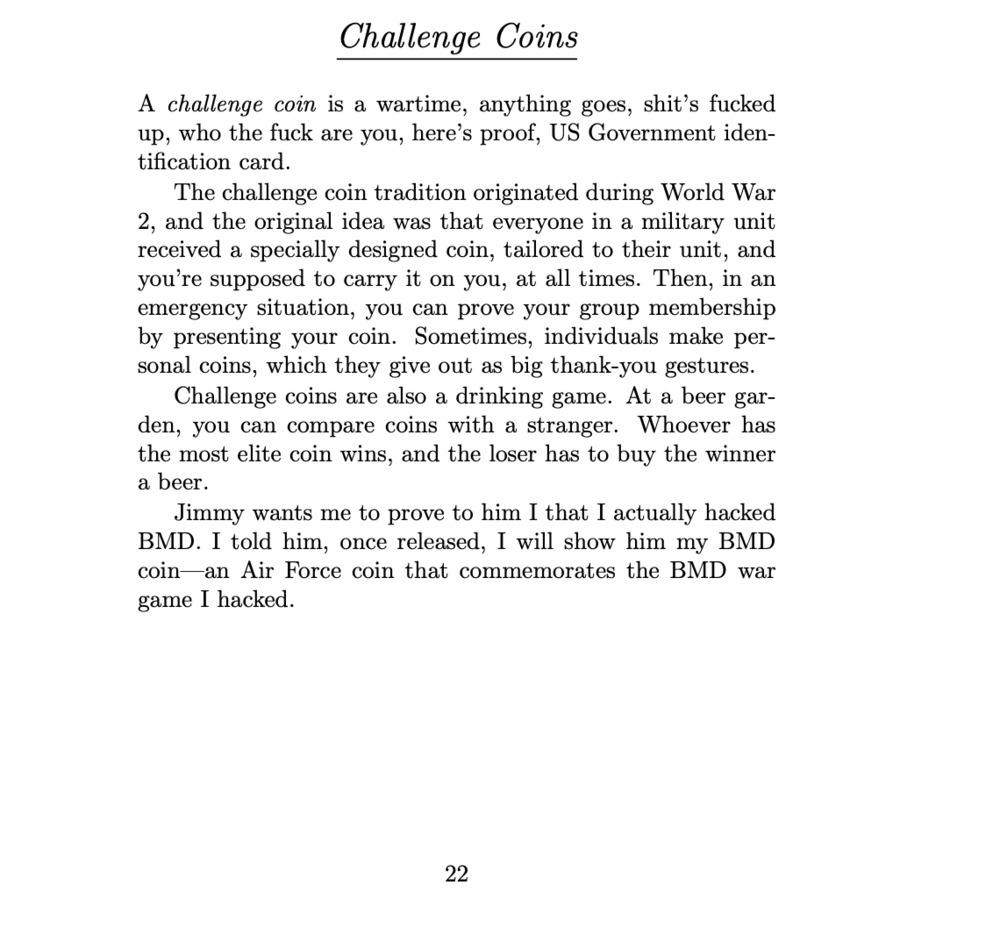 Challenge Coins
A challenge coin is a wartime, anything goes, shit's fucked
up, who the fuck are you, here's proof, US Government iden-
tification card.
The challenge coin tradition originated during World War
2, and the original idea was that everyone in a military unit
received a specially designed coin, tailored to their unit, and
you're supposed to carry it on you, at all times. Then, in an
emergency situation, you can prove your group membership
by presenting your coin. Sometimes, individuals make per-
sonal coins, which they give out as big thank-you gestures.
Challenge coins are also a drinking game. At a beer gar-
den, you can compare coins with a stranger. Whoever has
the most elite coin wins, and the loser has to buy the winner
a beer.
Jimmy wants me to prove to him I that I actually hacked
BMD. I told him, once released, I will show him my BMD
coin—an Air Force coin that commemorates the BMD war
game I hacked.
22